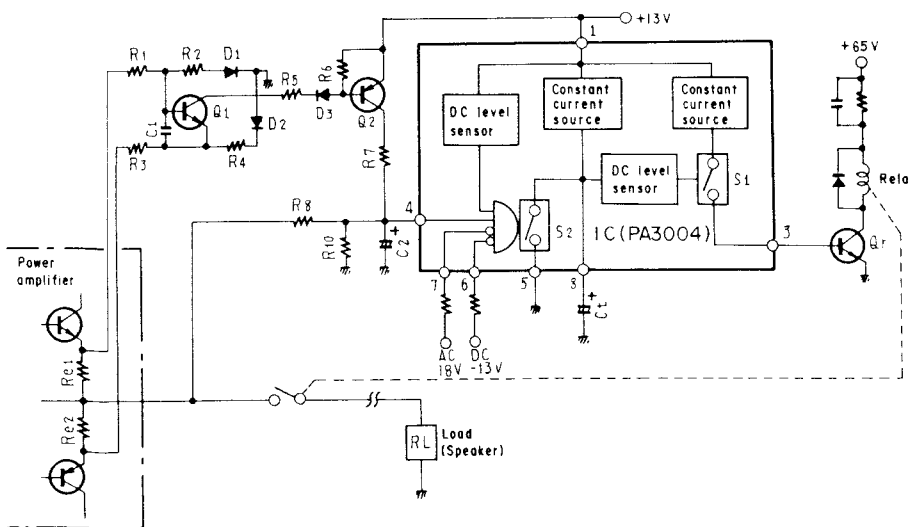 +13V
1
+65V
R1
R2
D1
R6
R5
D3
Q1
Q2
C1
D2
R3
R4
R7
DC level
sensor
Constant
current
source
Constant
current
source
DC level
sensor
S1
S2
IC(PA3004)
Rela
Qr
3
R8
4
R10
C2
7
6
5
8
Ct
AC
18V
DC
-13V
Power
amplifier
Re1
Re2
RL
Load
(Speaker)